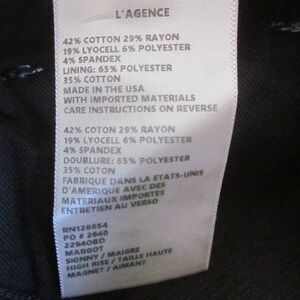 L'AGENCE
42% COTTON 29% RAYON
19% LYOCELL 6% POLYESTER
4% SPANDEX
LINING: 65% POLYESTER
35% COTTON
MADE IN THE USA
WITH IMPORTED MATERIALS
CARE INSTRUCTIONS ON REVERSE
42% COTON 29% RAYON
19% LYOCELL 6% POLYESTER
4% SPANDEX
DOUBLURE: 65% POLYESTER
35% COTON
FABRIQUE DANS LA ETATS-UNIS
D'AMERIQUE AVEC DES
MATERIAUX IMPORTES
ENTRETIEN AU VERSO
RN126654
PO # 2640
2294OBD
MARGOT
SKINNY / MAIGRE
HIGH RISE / TAILLE HAUTE
MAGNET / AIMANT